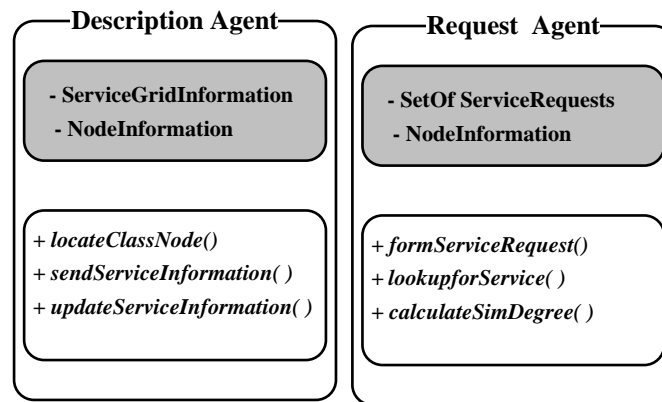 Description Agent
- ServiceGridInformation
- NodeInformation
+ locateClassNode()
+ sendServiceInformation( )
+ updateServiceInformation( )
Request Agent
- SetOf ServiceRequests
- NodeInformation
+ formServiceRequest()
+ lookupforService( )
+ calculateSimDegree( )